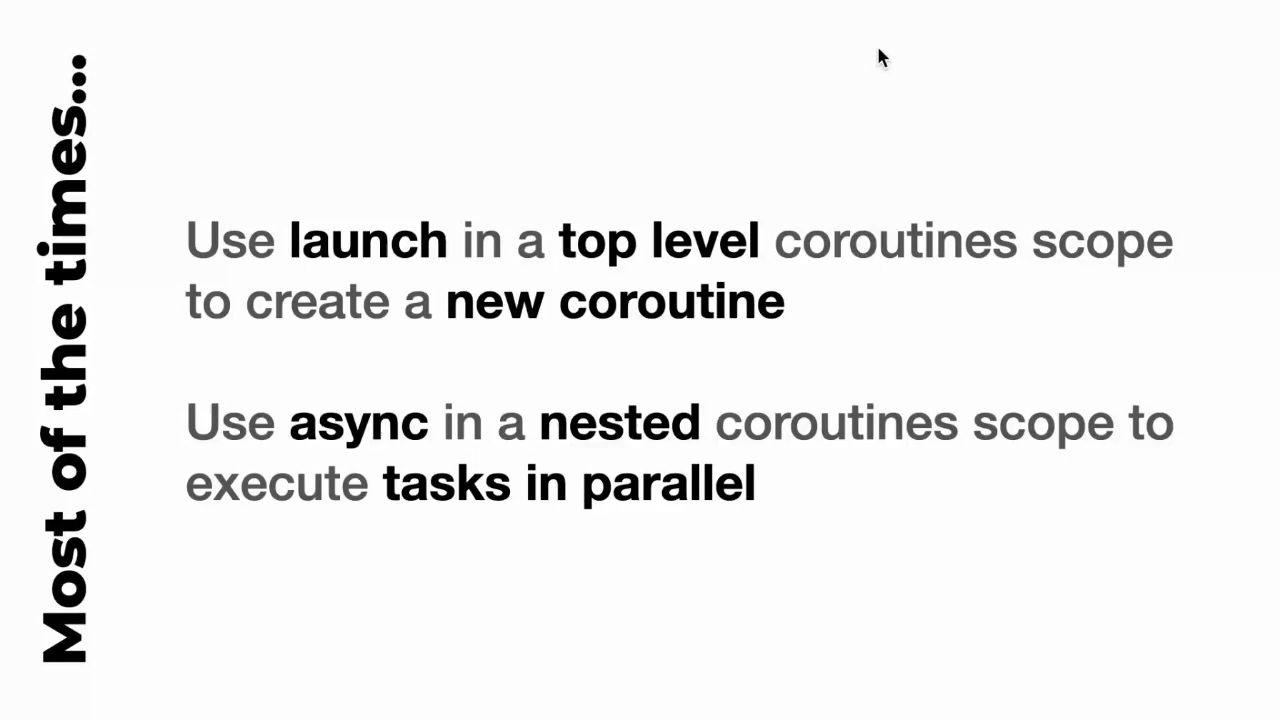 Most of the times...
Use launch in a top level coroutines scope
to create a new coroutine
Use async in a nested coroutines scope to
execute tasks in parallel